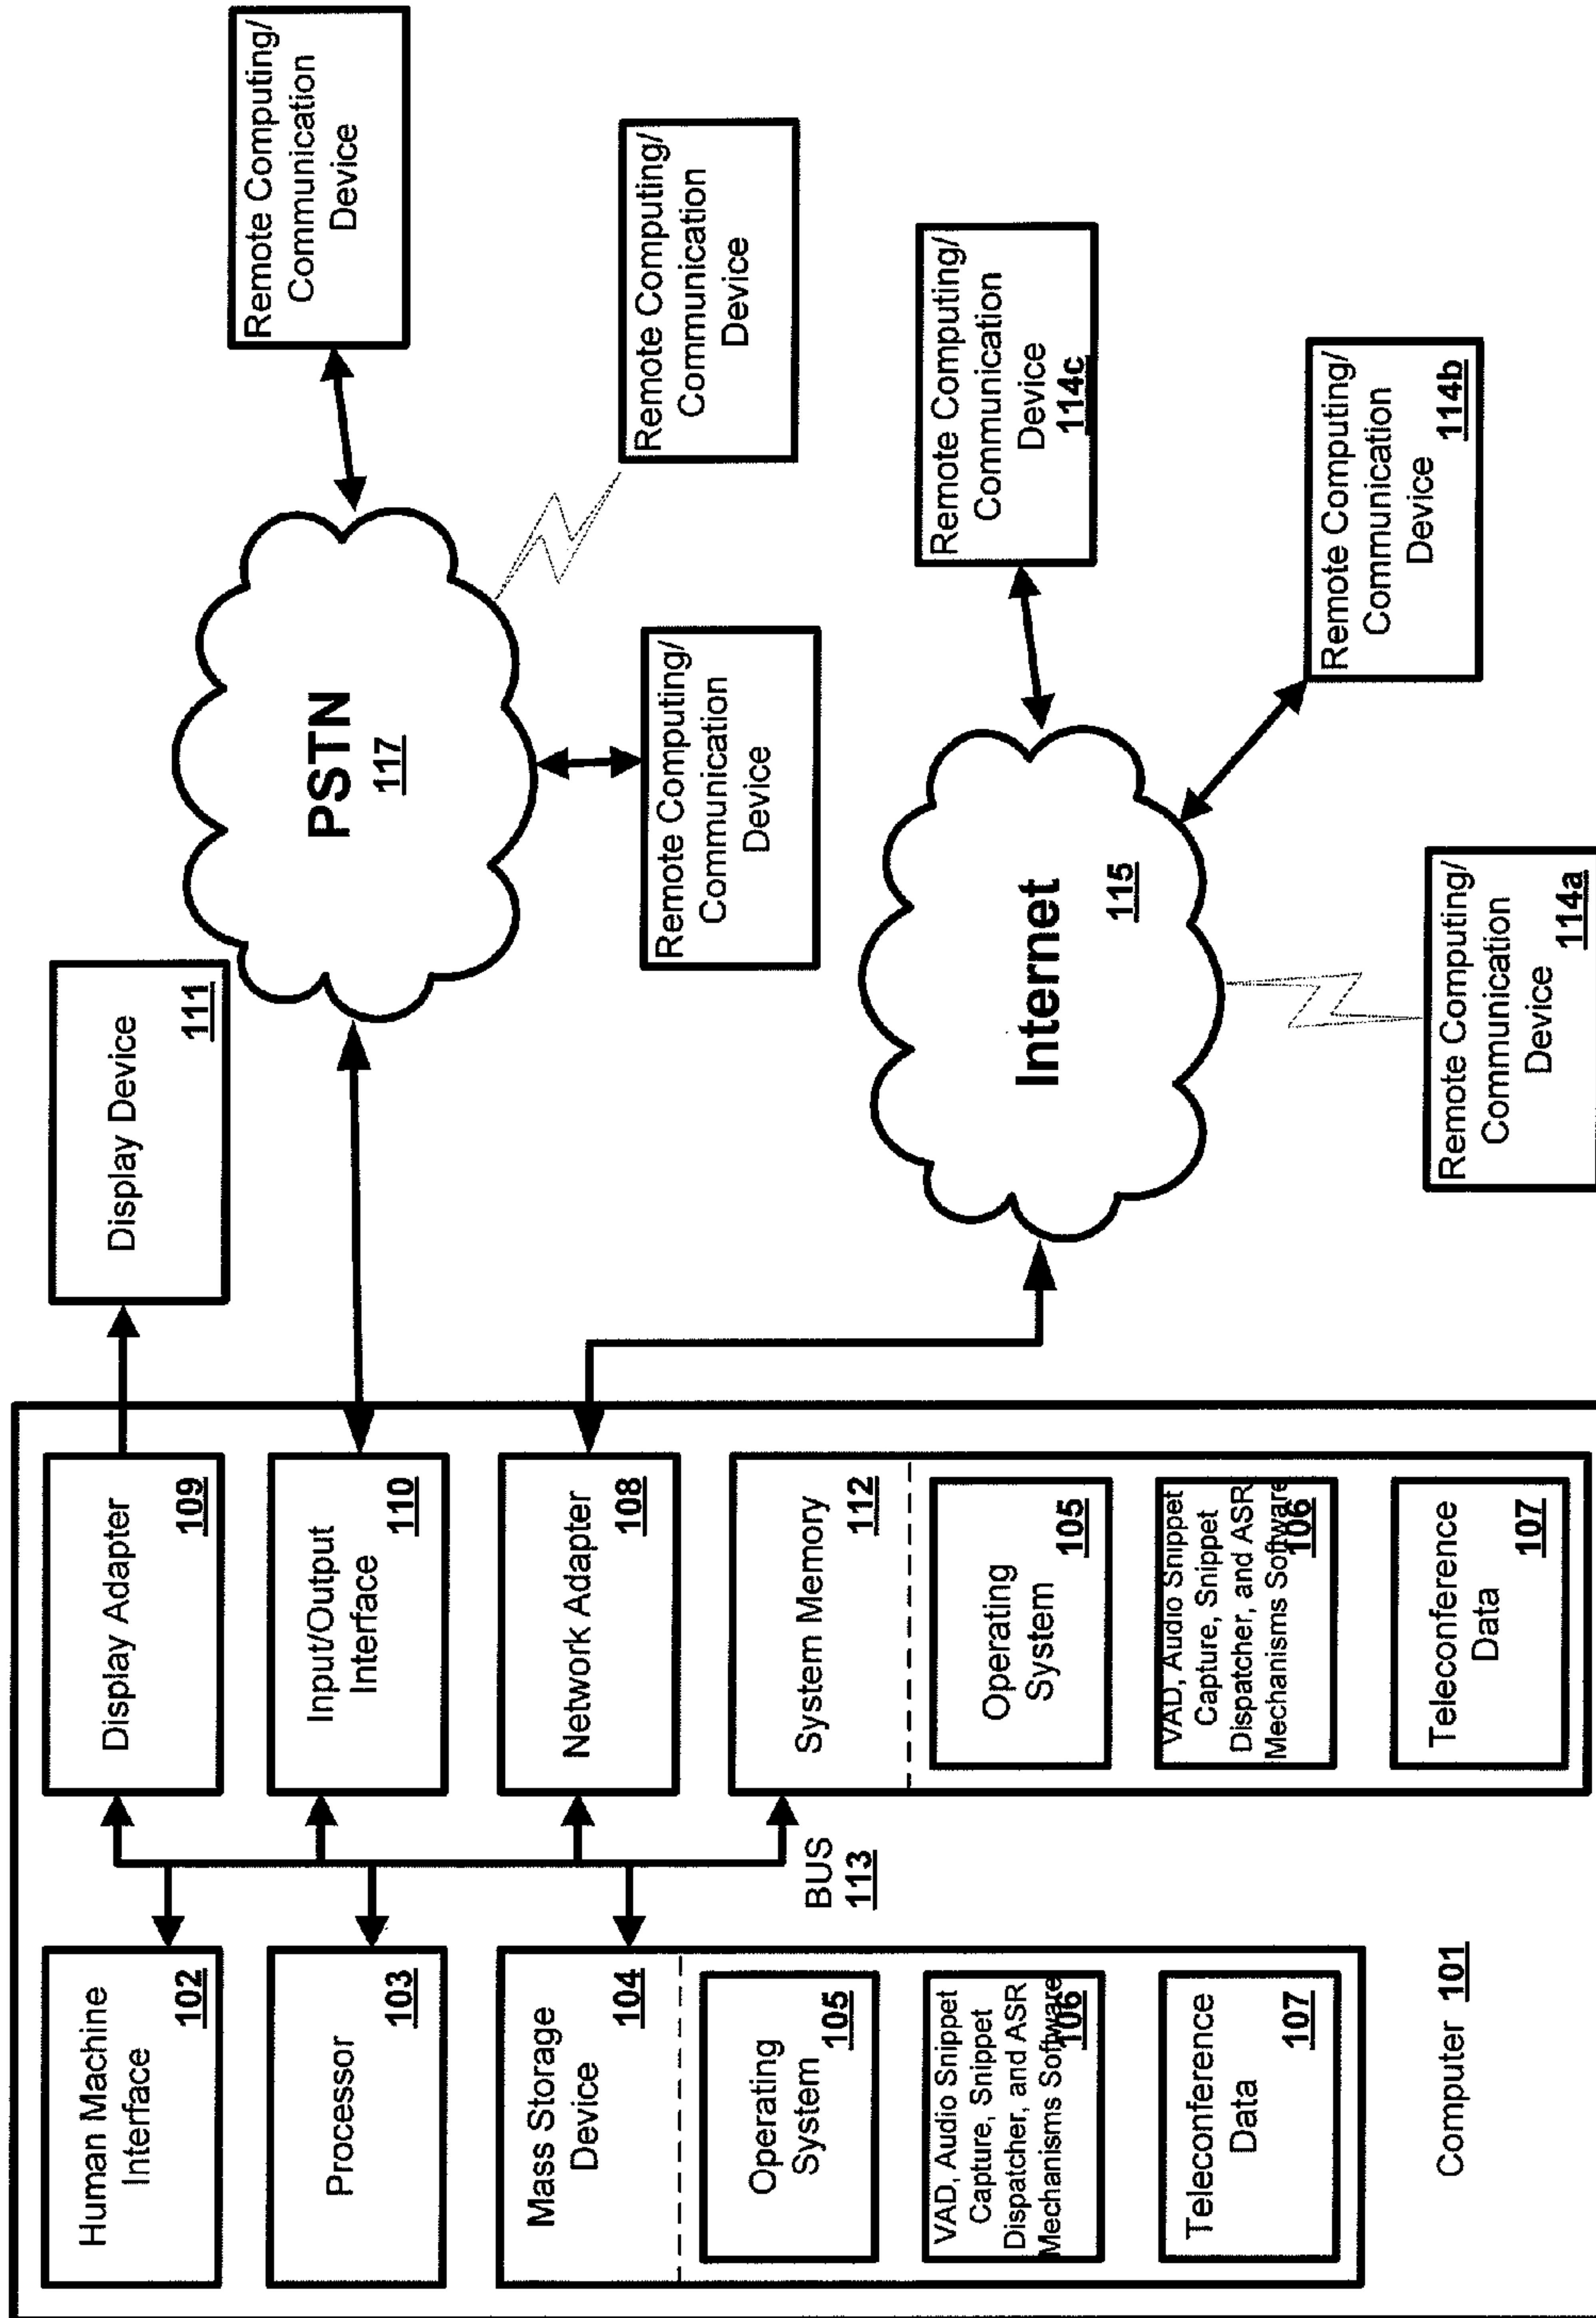 Human Machine
Interface
102
Processor
103
Mass Storage
Device
104
Operating
System
105
VAD, Audio Snippet
Capture, Snippet
Dispatcher, and ASR
Mechanisms Software
106
Teleconference
Data
107
Computer 101
BUS
113
Display Adapter
109
Input/Output
Interface
110
Network Adapter
108
System Memory
112
Operating
System
105
VAD, Audio Snippet
Capture, Snippet
Dispatcher, and ASR
Mechanisms Software
106
Teleconference
Data
107
Display Device
111
PSTN
117
Remote Computing/
Communication
Device
Remote Computing/
Communication
Device
Remote Computing/
Communication
Device
Internet
115
Remote Computing/
Communication
Device
114c
Remote Computing/
Communication
Device
114b
Remote Computing/
Communication
Device
114a